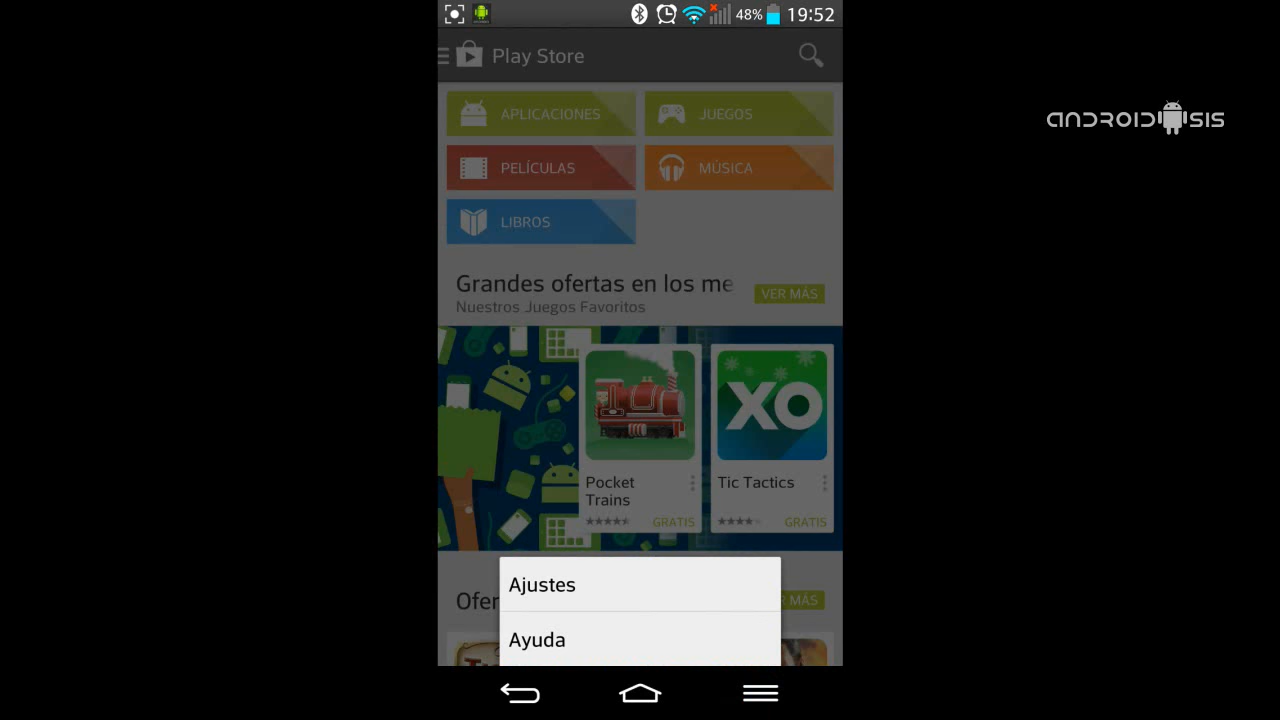 48% 19:52
Play Store
ANDROIDSIS
APLICACIONES JUEGOS
PELÍCULAS MÚSICA
LIBROS
Grandes ofertas en los me
VER MÁS
Nuestros Juegos Favoritos
XO
Pocket Trains
Tic Tactics
GRATIS GRATIS
Ajustes
Ofer MÁS
Ayuda